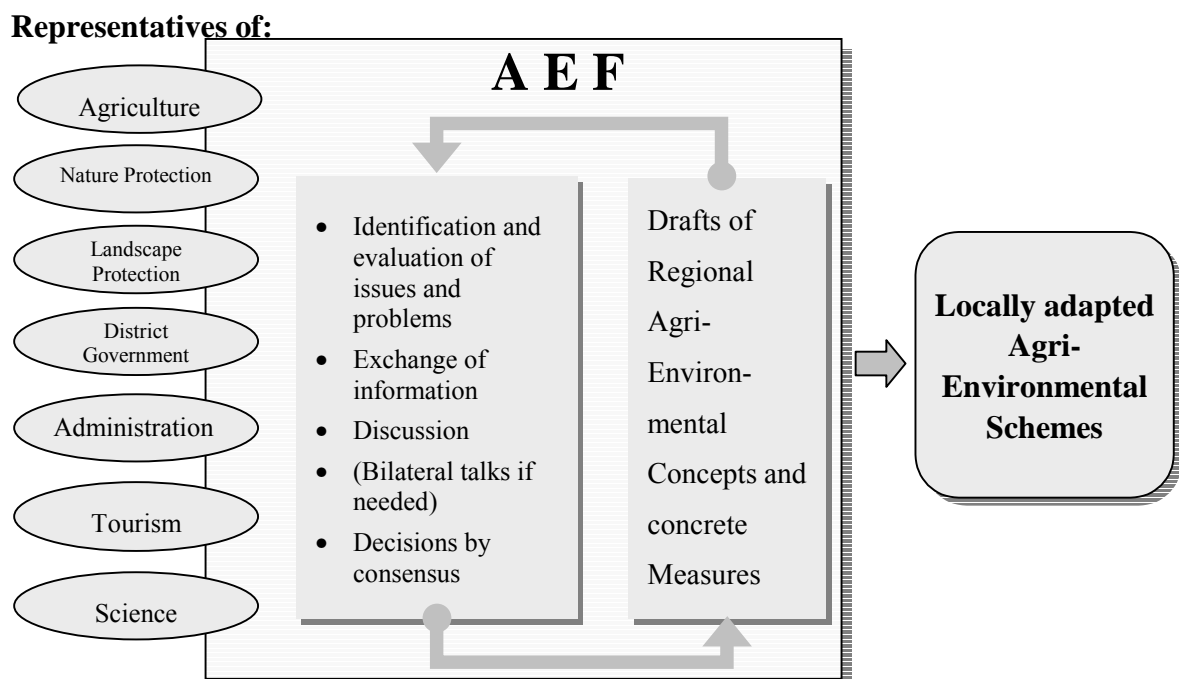 Representatives of:
A E F
Agriculture
Nature Protection
Landscape
Protection
District
Government
Administration
Tourism
Science
• Identification and
evaluation of
issues and
problems
• Exchange of
information
• Discussion
• (Bilateral talks if
needed)
• Decisions by
consensus
Drafts of
Regional
Agri-
Environ-
mental
Concepts and
concrete
Measures
Locally adapted
Agri-
Environmental
Schemes